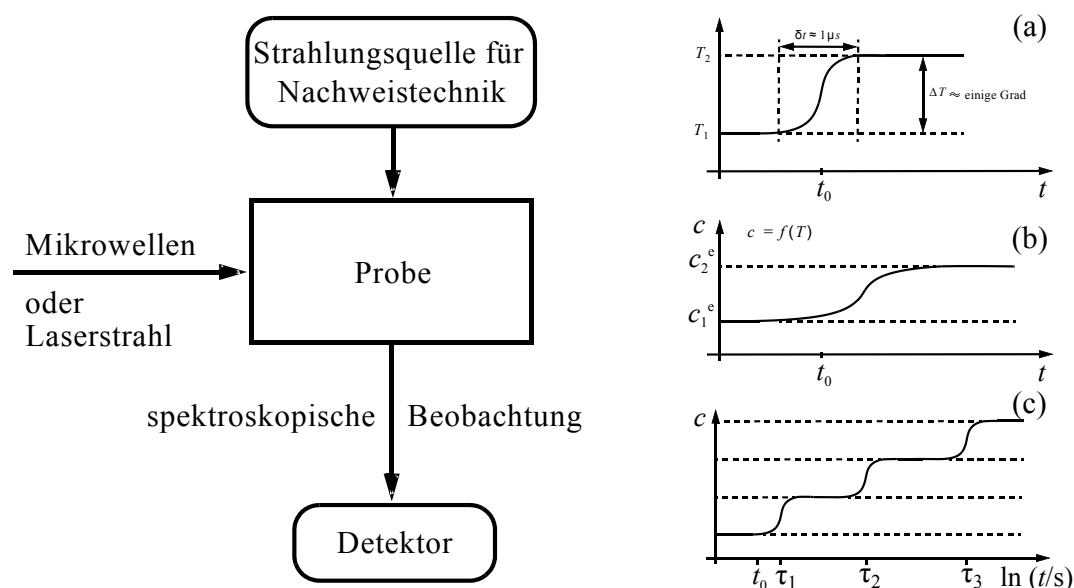 Strahlungsquelle für
Nachweistechnik
Mikrowellen
oder
Laserstrahl
Probe
spektroskopische Beobachtung
Detektor
(a)
δt ≈ 1μs
T₂
ΔT ≈ einige Grad
T₁
t₀
t
(b)
c
c = f(T)
c₂ᵉ
c₁ᵉ
t₀
t
(c)
c
t₀ τ₁ τ₂ τ₃ ln (t/s)